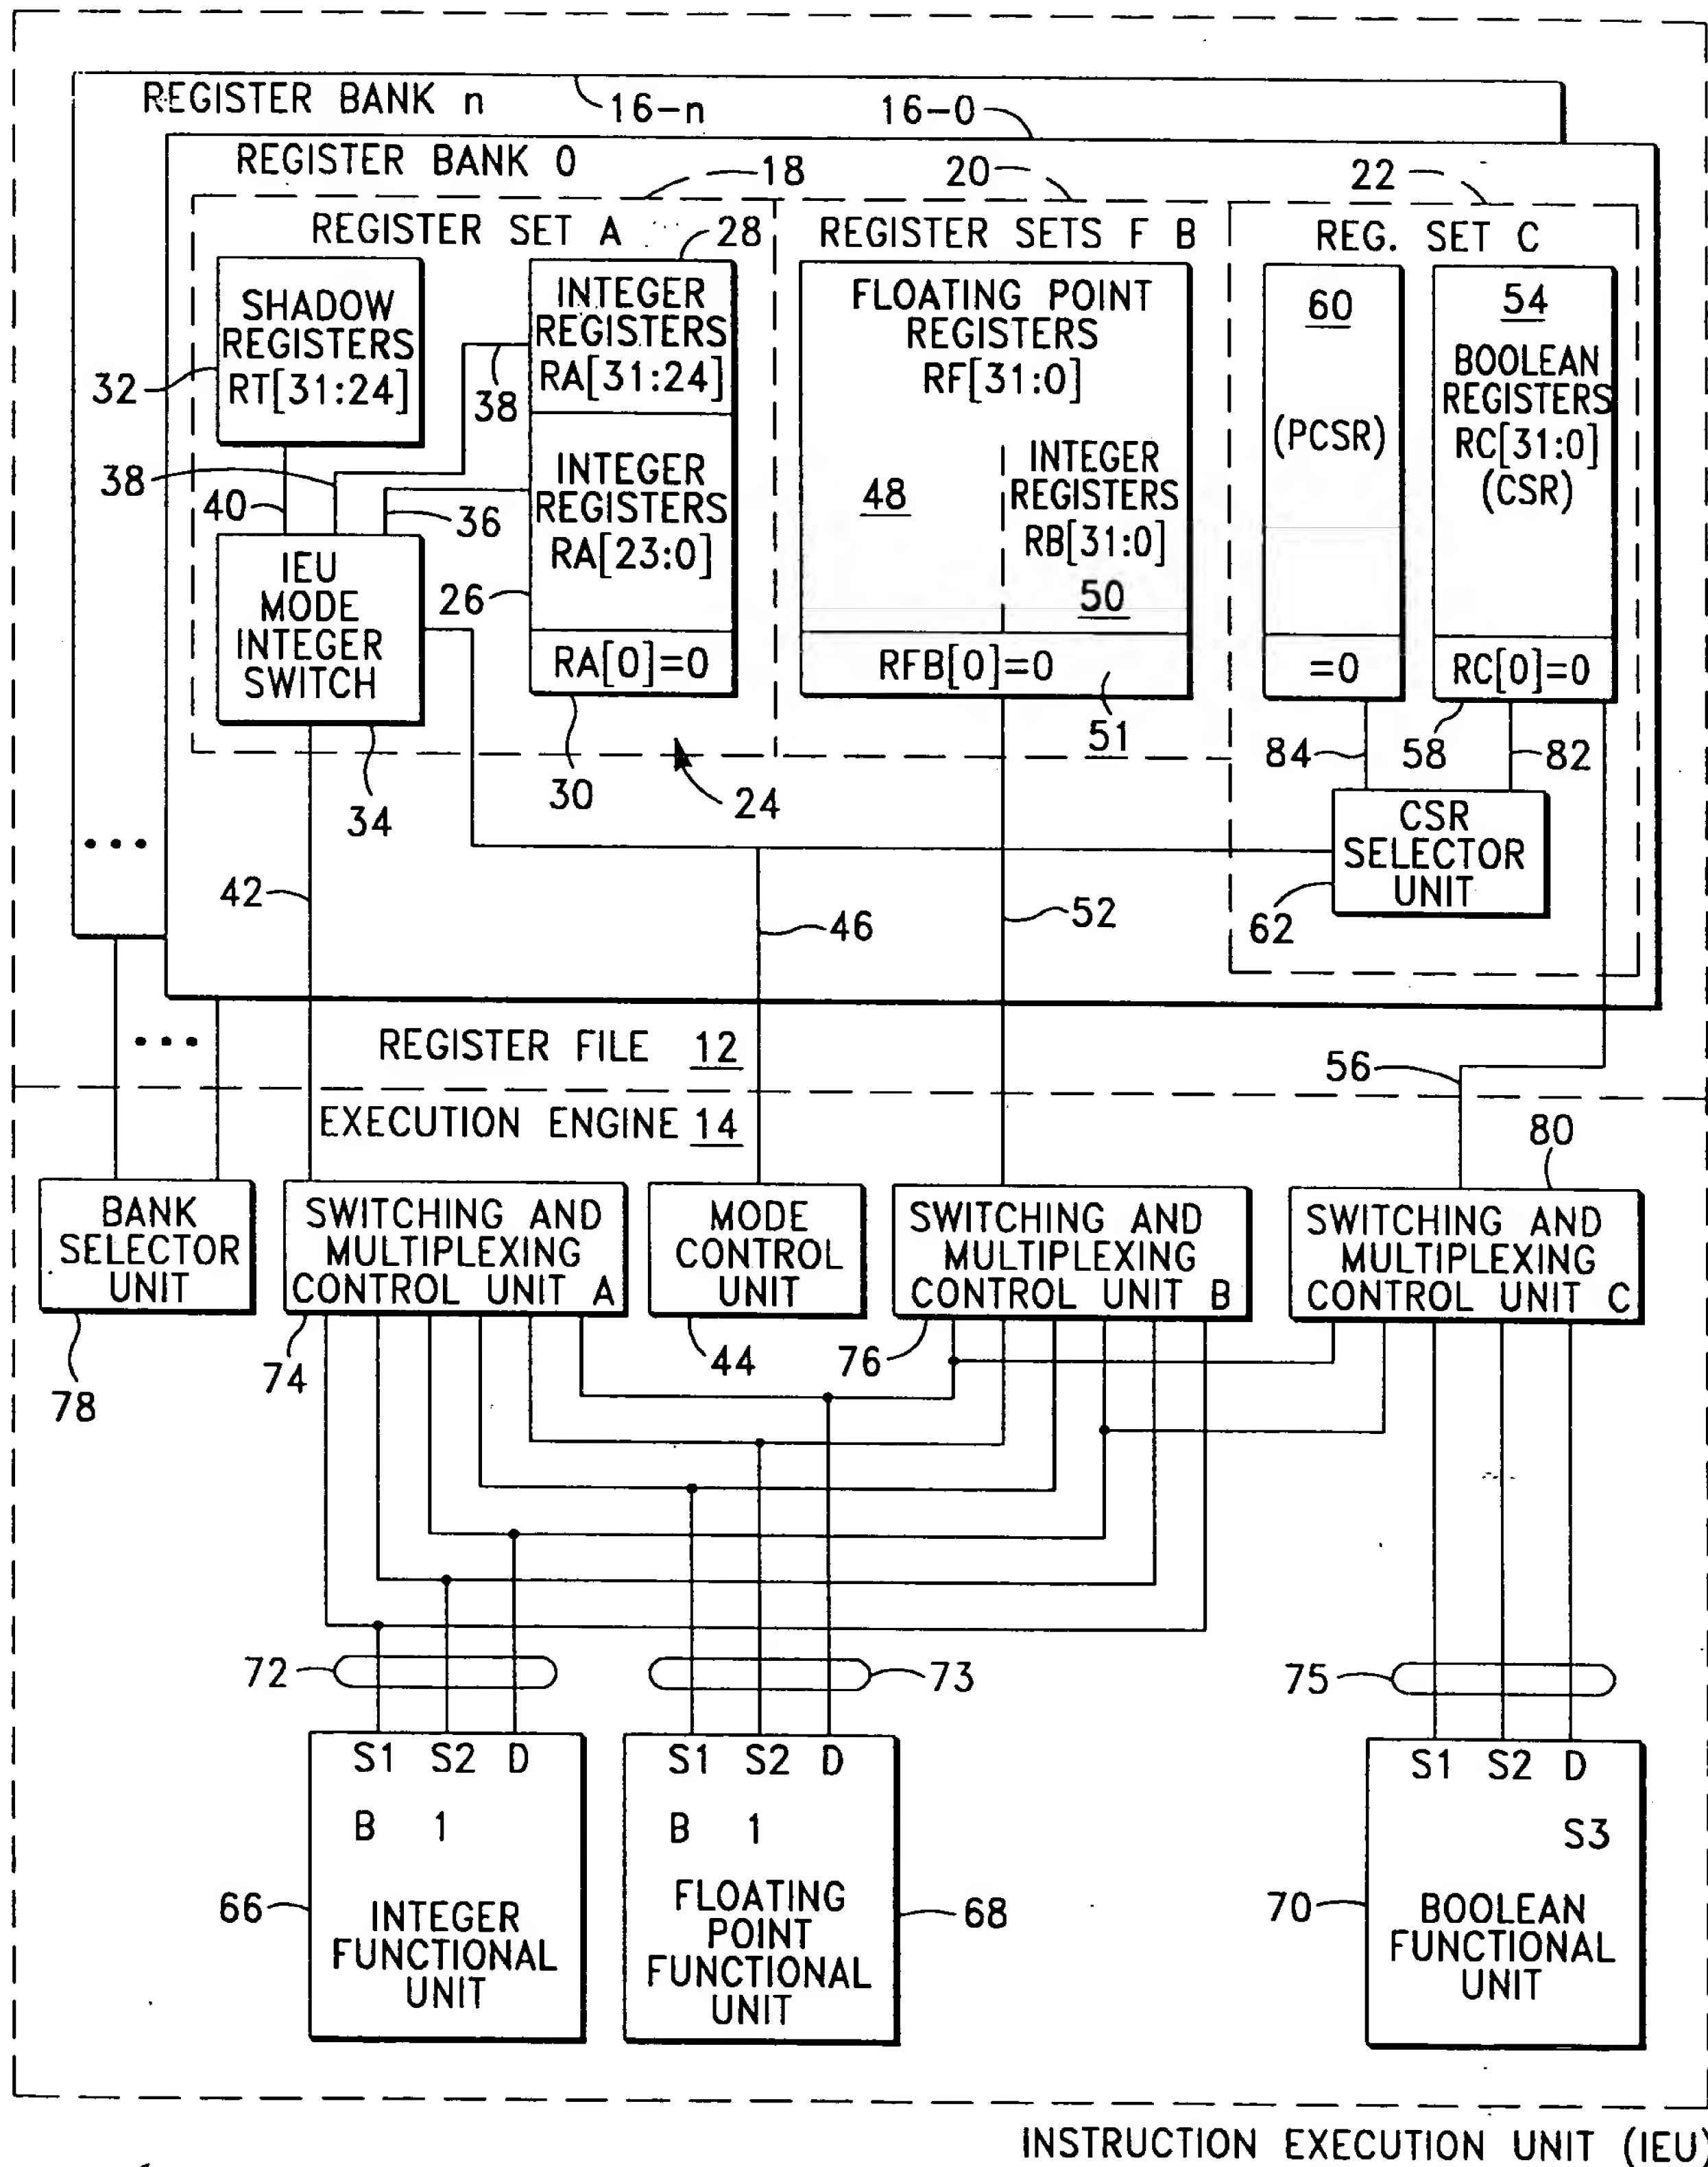 REGISTER BANK n
16-n
16-0
REGISTER BANK 0
18
20
22
REGISTER SET A
28
REGISTER SETS F B
REG. SET C
SHADOW
REGISTERS
RT[31:24]
32
INTEGER
REGISTERS
RA[31:24]
38
38
40
36
INTEGER
REGISTERS
RA[23:0]
26
RA[0]=0
30
IEU
MODE
INTEGER
SWITCH
34
24
FLOATING POINT
REGISTERS
RF[31:0]
48
INTEGER
REGISTERS
RB[31:0]
50
RFB[0]=0
51
60
(PCSR)
=0
54
BOOLEAN
REGISTERS
RC[31:0]
(CSR)
RC[0]=0
84
58
82
CSR
SELECTOR
UNIT
62
...
42
46
52
...
REGISTER FILE 12
56
EXECUTION ENGINE 14
80
BANK
SELECTOR
UNIT
78
SWITCHING AND
MULTIPLEXING
CONTROL UNIT A
74
MODE
CONTROL
UNIT
44
SWITCHING AND
MULTIPLEXING
CONTROL UNIT B
76
SWITCHING AND
MULTIPLEXING
CONTROL UNIT C
72
73
75
S1 S2 D
B 1
INTEGER
FUNCTIONAL
UNIT
66
S1 S2 D
B 1
FLOATING
POINT
FUNCTIONAL
UNIT
68
S1 S2 D
S3
BOOLEAN
FUNCTIONAL
UNIT
70
INSTRUCTION EXECUTION UNIT (IEU)